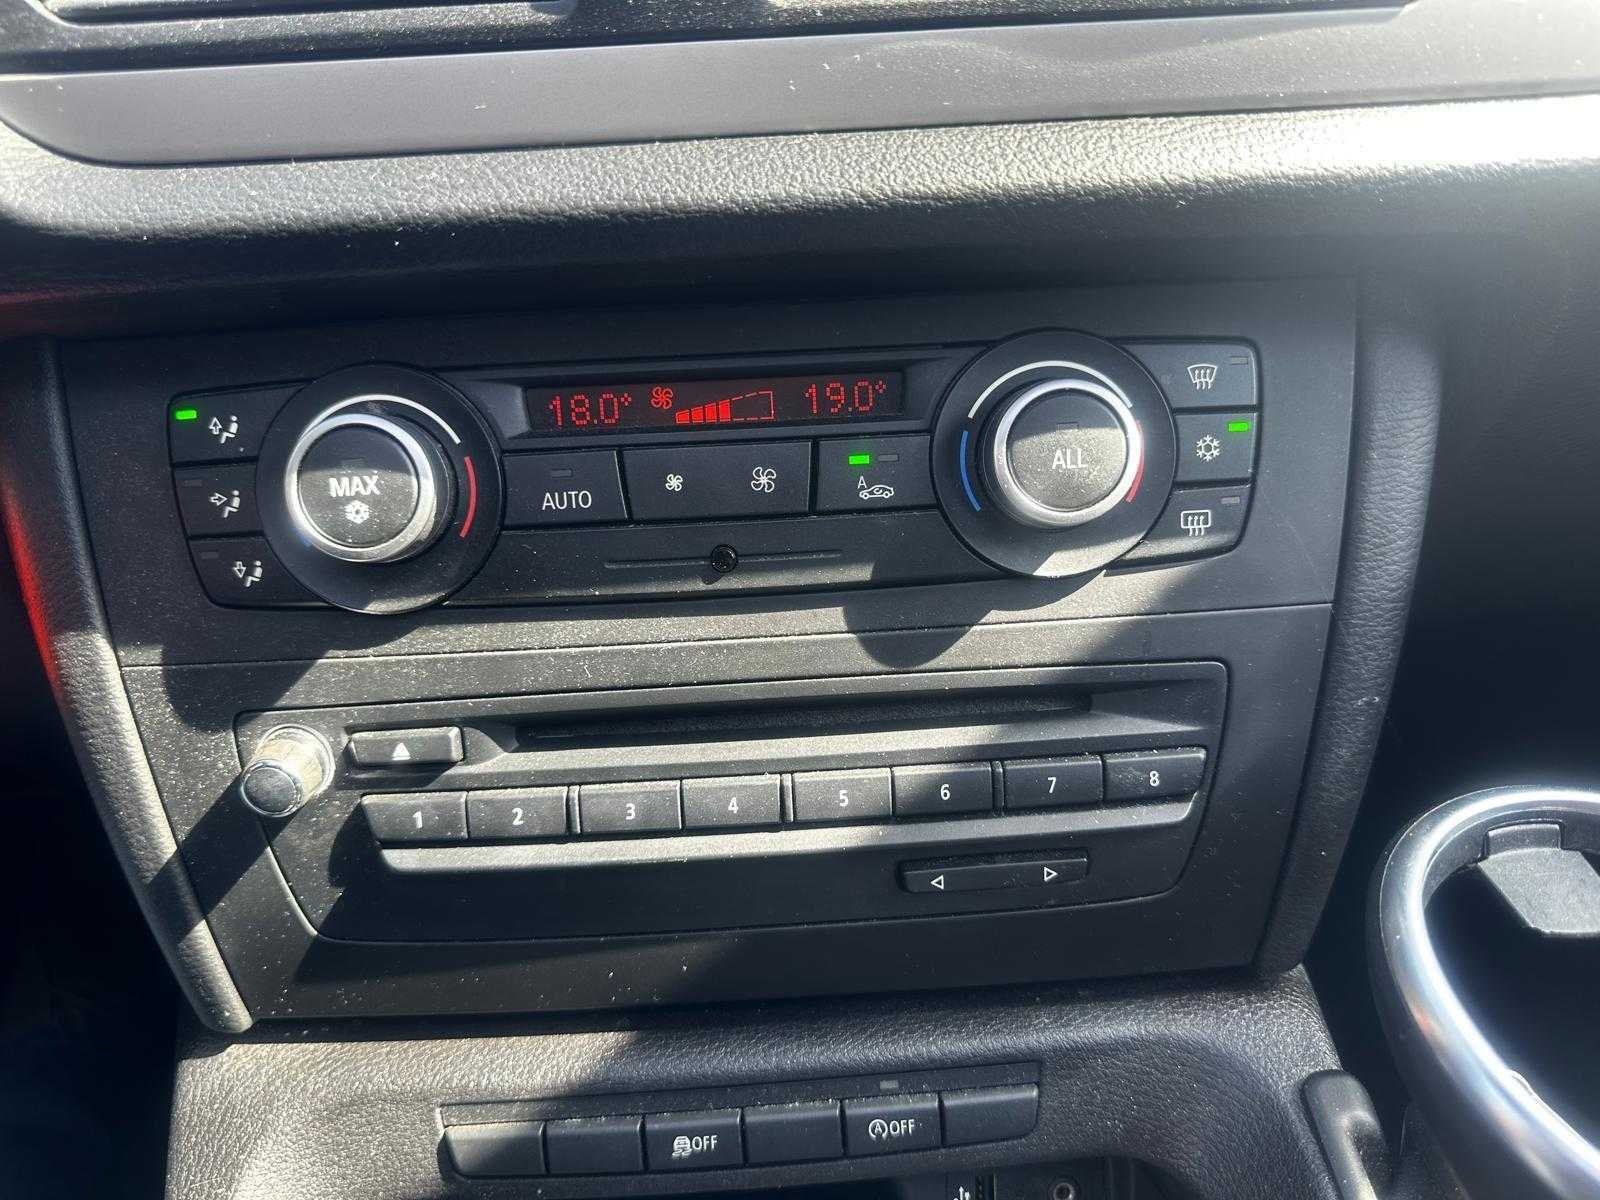 18.0° 19.0°
MAX
ALL
AUTO
A
1 2 3 4 5 6 7 8
OFF
A OFF